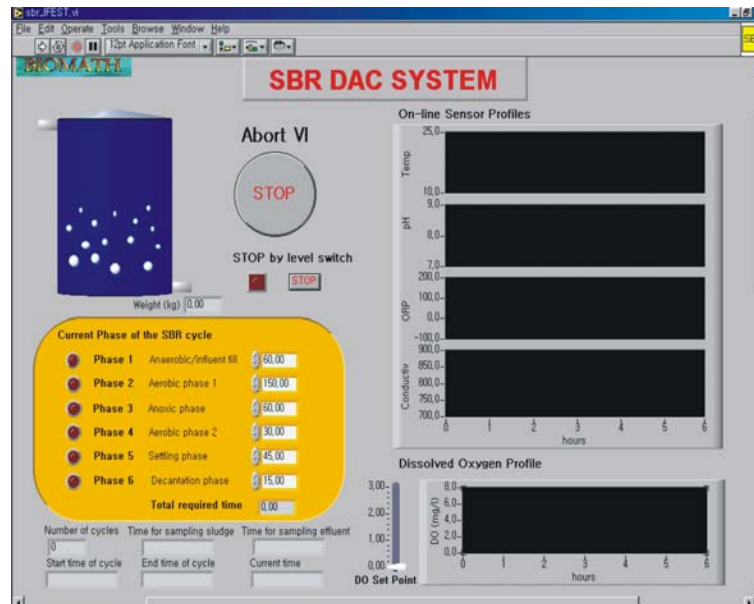 sbr_IFEST.vi
File Edit Operate Tools Browse Window Help
12pt Application Font
BIOMATH
SBR DAC SYSTEM
Abort VI
STOP
STOP by level switch
STOP
Weight (kg) 0,00
Current Phase of the SBR cycle
Phase 1 Anaerobic/influent fill 60,00
Phase 2 Aerobic phase 1 150,00
Phase 3 Anoxic phase 60,00
Phase 4 Aerobic phase 2 30,00
Phase 5 Settling phase 45,00
Phase 6 Decantation phase 15,00
Total required time 0,00
Number of cycles Time for sampling sludge Time for sampling effluent
0
Start time of cycle End time of cycle Current time
On-line Sensor Profiles
Temp
25,0
10,0
pH
9,0
8,0
7,0
ORP
200,0
100,0
0,0
-100,0
Conductiv
900,0
850,0
800,0
750,0
700,0
0 1 2 3 4 5 6
hours
Dissolved Oxygen Profile
DO (mg/l)
8,0
6,0
4,0
2,0
0,0
0 1 2 3 4 5 6
hours
3,00
2,00
0,00
DO Set Point
SE